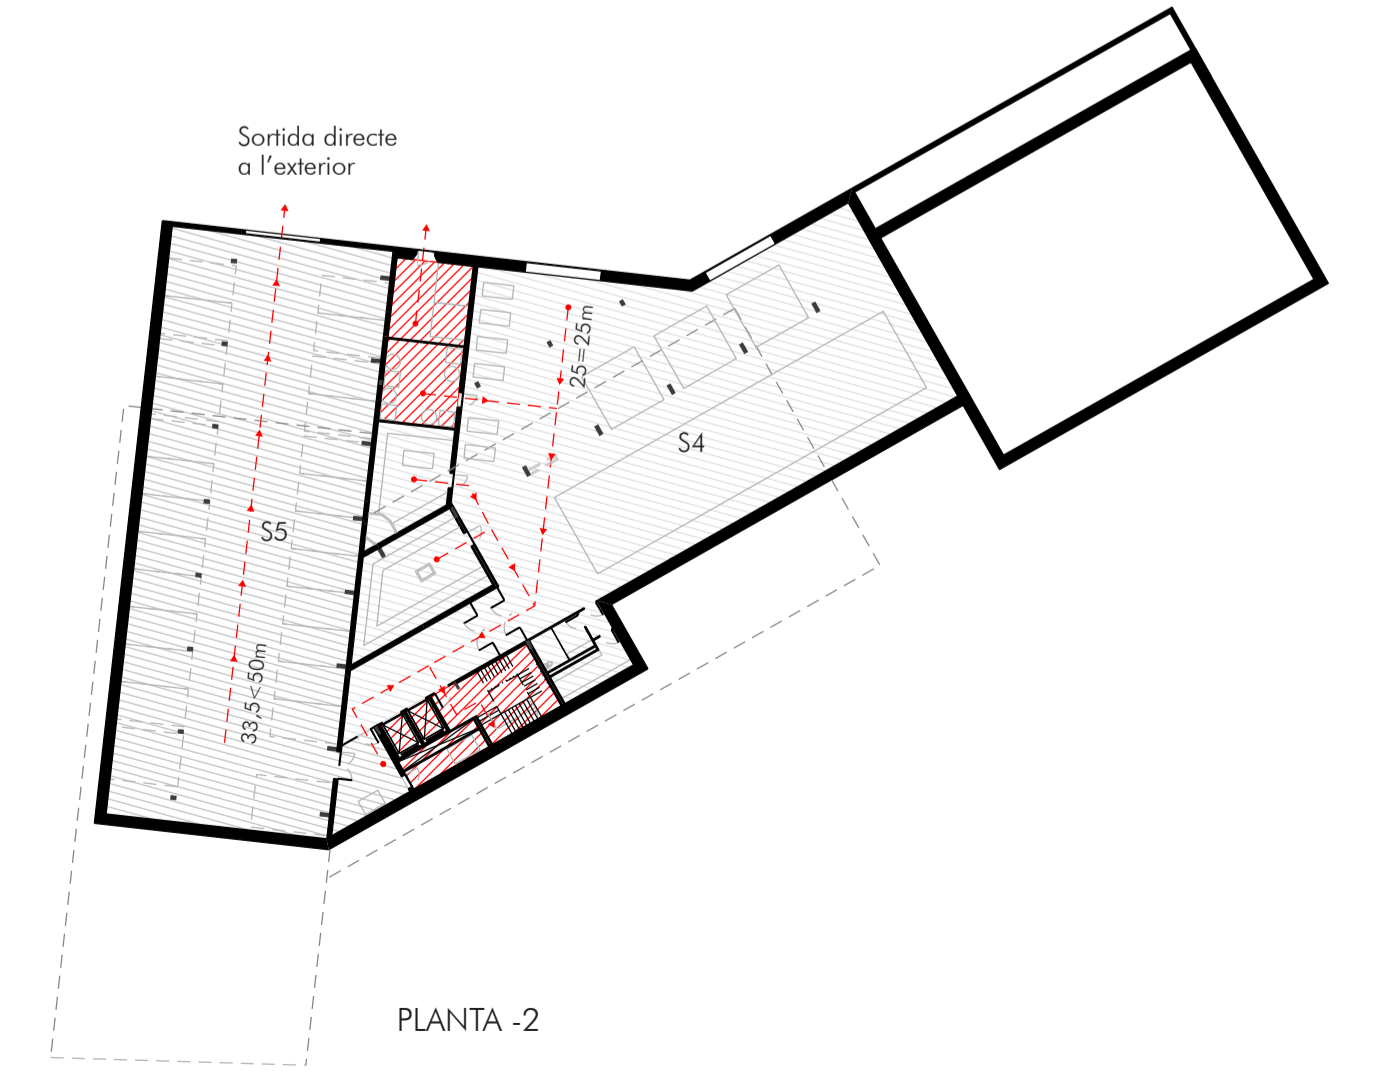 Sortida directe
a l’exterior
25=25m
S4
S5
33,5<50m
PLANTA -2